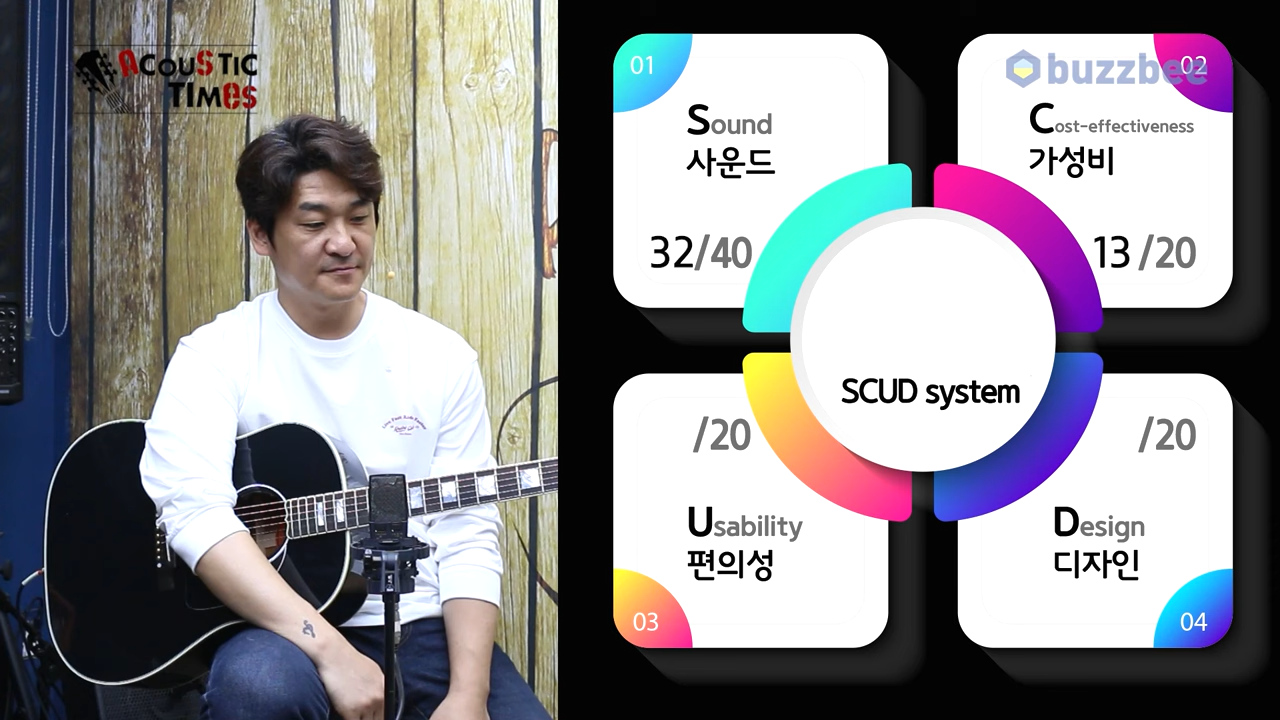 ACOUSTIC
TIMES
01
Sound
사운드
32/40
buzzbee
02
Cost-effectiveness
가성비
13 /20
SCUD system
/20
Usability
편의성
03
/20
Design
디자인
04